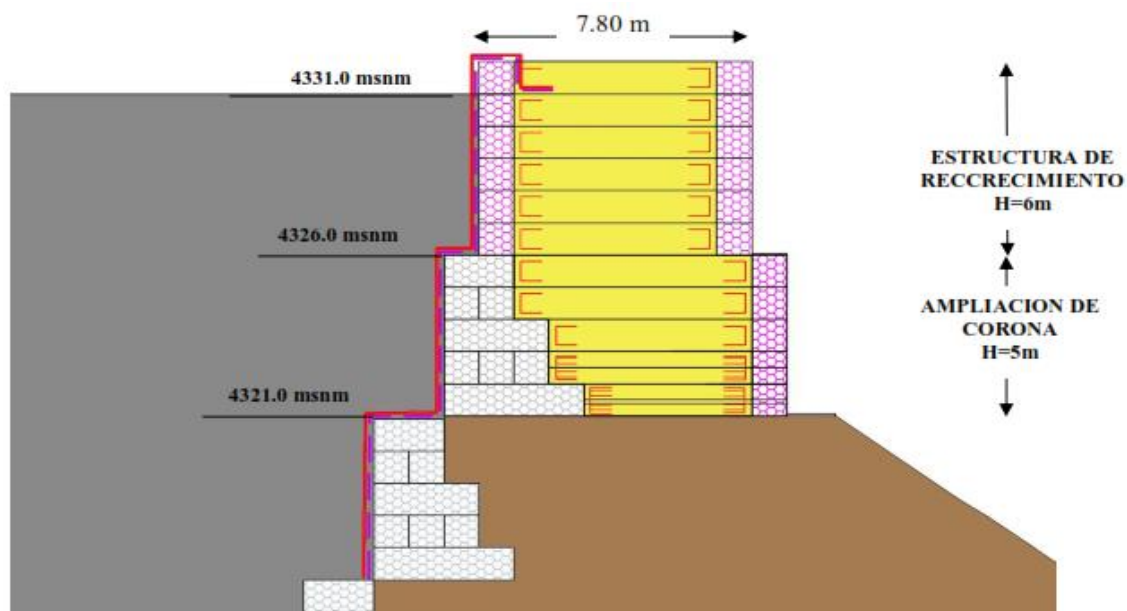 7.80 m
4331.0 msnm
ESTRUCTURA DE
RECCRECIMIENTO
H=6m
4326.0 msnm
AMPLIACION DE
CORONA
H=5m
4321.0 msnm